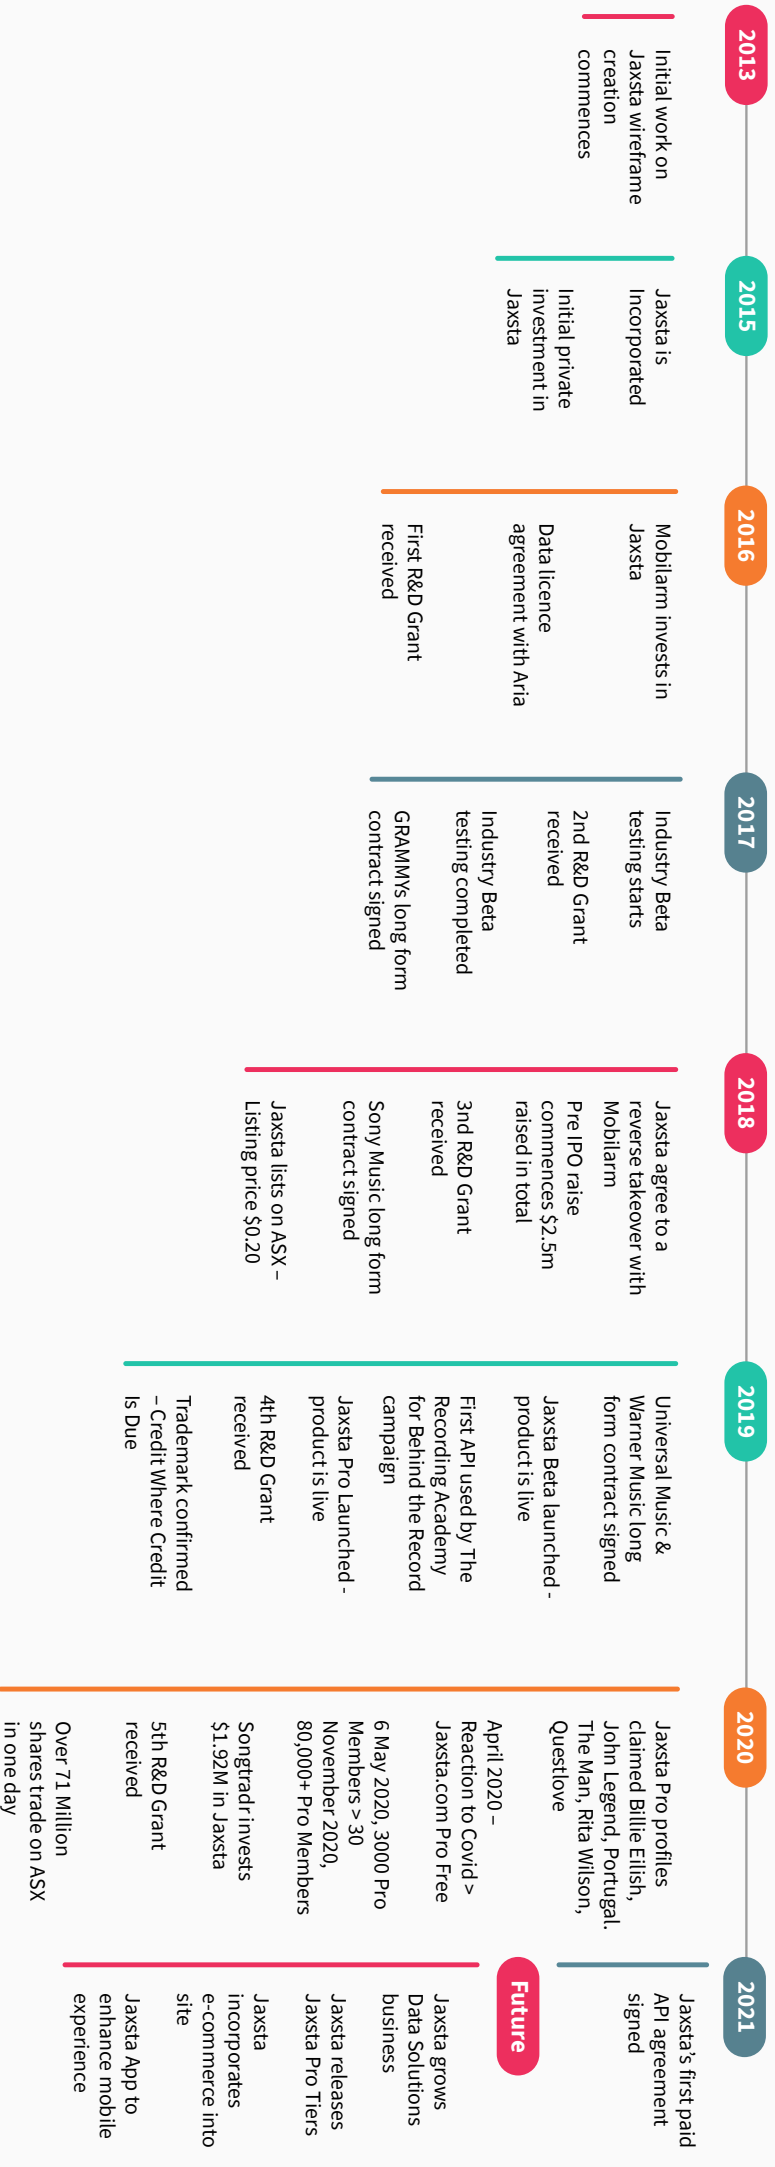 2013
Initial work on
Jaxsta wireframe
creation
commences
2015
Jaxsta is
Incorporated
Initial private
investment in
Jaxsta
2016
Mobilarm invests in
Jaxsta
Data licence
agreement with Aria
First R&D Grant
received
2017
Industry Beta
testing starts
2nd R&D Grant
received
Industry Beta
testing completed
GRAMMYs long form
contract signed
2018
Jaxsta agree to a
reverse takeover with
Mobilarm
Pre IPO raise
commences $2.5m
raised in total
3nd R&D Grant
received
Sony Music long form
contract signed
Jaxsta lists on ASX –
Listing price $0.20
2019
Universal Music &
Warner Music long
form contract signed
Jaxsta Beta launched -
product is live
First API used by The
Recording Academy
for Behind the Record
campaign
Jaxsta Pro Launched -
product is live
4th R&D Grant
received
Trademark confirmed
– Credit Where Credit
Is Due
2020
Jaxsta Pro profiles
claimed Billie Eilish,
John Legend, Portugal.
The Man, Rita Wilson,
Questlove
April 2020 –
Reaction to Covid >
Jaxsta.com Pro Free
6 May 2020, 3000 Pro
Members > 30
November 2020,
80,000+ Pro Members
Songtradr invests
$1.92M in Jaxsta
5th R&D Grant
received
Over 71 Million
shares trade on ASX
in one day
2021
Jaxsta's first paid
API agreement
signed
Future
Jaxsta grows
Data Solutions
business
Jaxsta releases
Jaxsta Pro Tiers
Jaxsta
incorporates
e-commerce into
site
Jaxsta App to
enhance mobile
experience